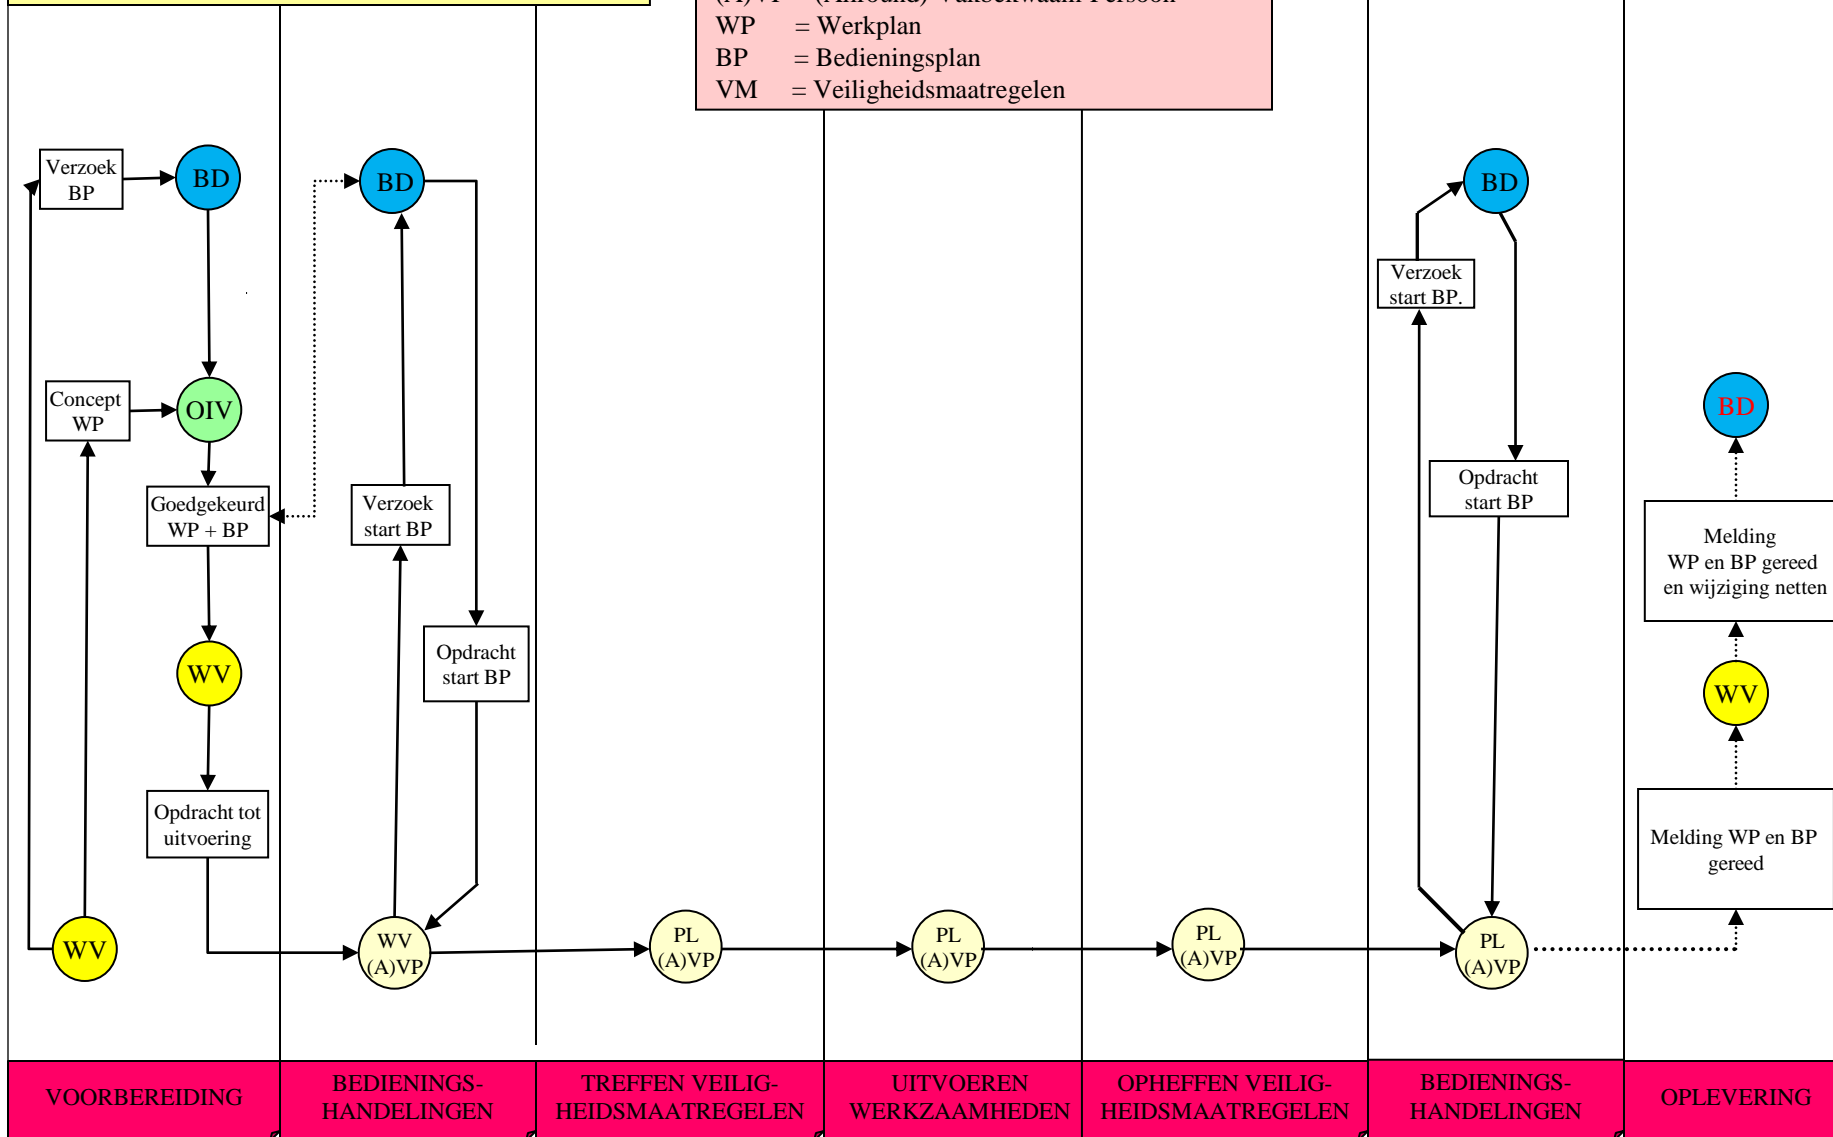 WP = Werkplan
BP = Bedieningsplan
VM = Veiligheidsmaatregelen
Verzoek
BP
BD
Concept
WP
OIV
Goedgekeurd
WP + BP
WV
Opdracht tot
uitvoering
WV
BD
Verzoek
start BP
Opdracht
start BP
WV
(A)VP
PL
(A)VP
PL
(A)VP
PL
(A)VP
BD
Verzoek
start BP.
Opdracht
start BP
PL
(A)VP
BD
Melding
WP en BP gereed
en wijziging netten
WV
Melding WP en BP
gereed
VOORBEREIDING
BEDIENINGS-
HANDELINGEN
TREFFEN VEILIG-
HEIDSMAATREGELEN
UITVOEREN
WERKZAAMHEDEN
OPHEFFEN VEILIG-
HEIDSMAATREGELEN
BEDIENINGS-
HANDELINGEN
OPLEVERING